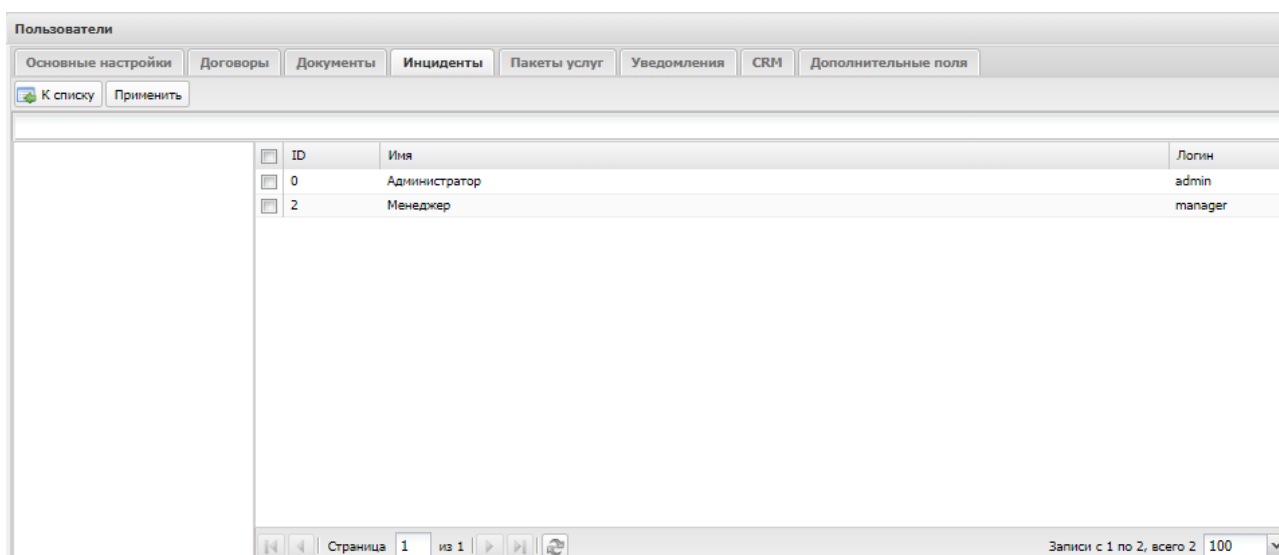 Пользователи
Основные настройки Договоры Документы Инциденты Пакеты услуг Уведомления CRM Дополнительные поля
К списку Применить
ID Имя Логин
0 Администратор admin
2 Менеджер manager
Страница 1 из 1 Записи с 1 по 2, всего 2 100